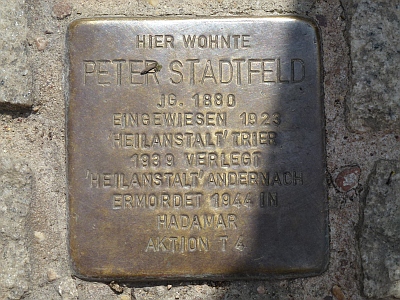 HIER WOHNTE
PETER STADTFELD
JG. 1880
EINGEWIESEN 1923
'HEILANSTALT' TRIER
1939 VERLEGT
'HEILANSTALT' ANDERNACH
ERMORDET 1944 IN
HADAMAR
AKTION T 4